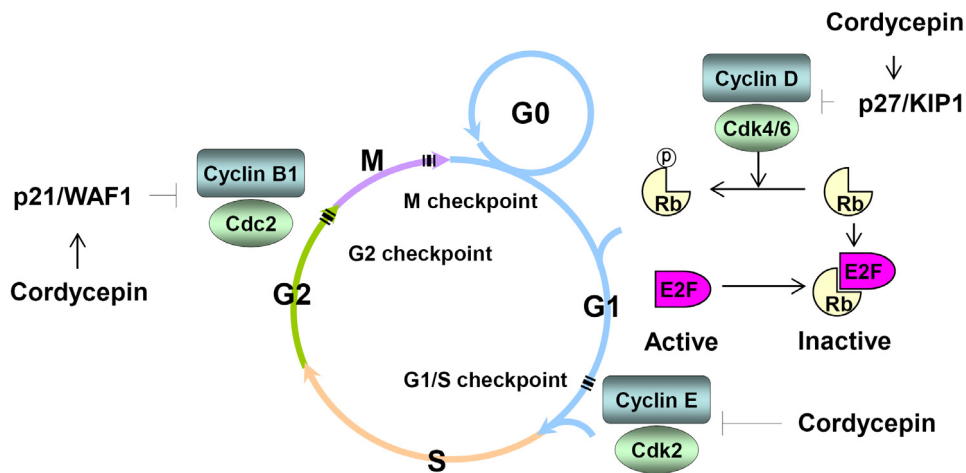 Cordycepin
Cyclin D
p27/KIP1
Cdk4/6
G0
M
Cyclin B1
p21/WAF1
Cdc2
M checkpoint
p
Rb
Rb
G2 checkpoint
E2F
Cordycepin
G2
G1
E2F
Rb
Active
Inactive
G1/S checkpoint
Cyclin E
Cordycepin
Cdk2
S